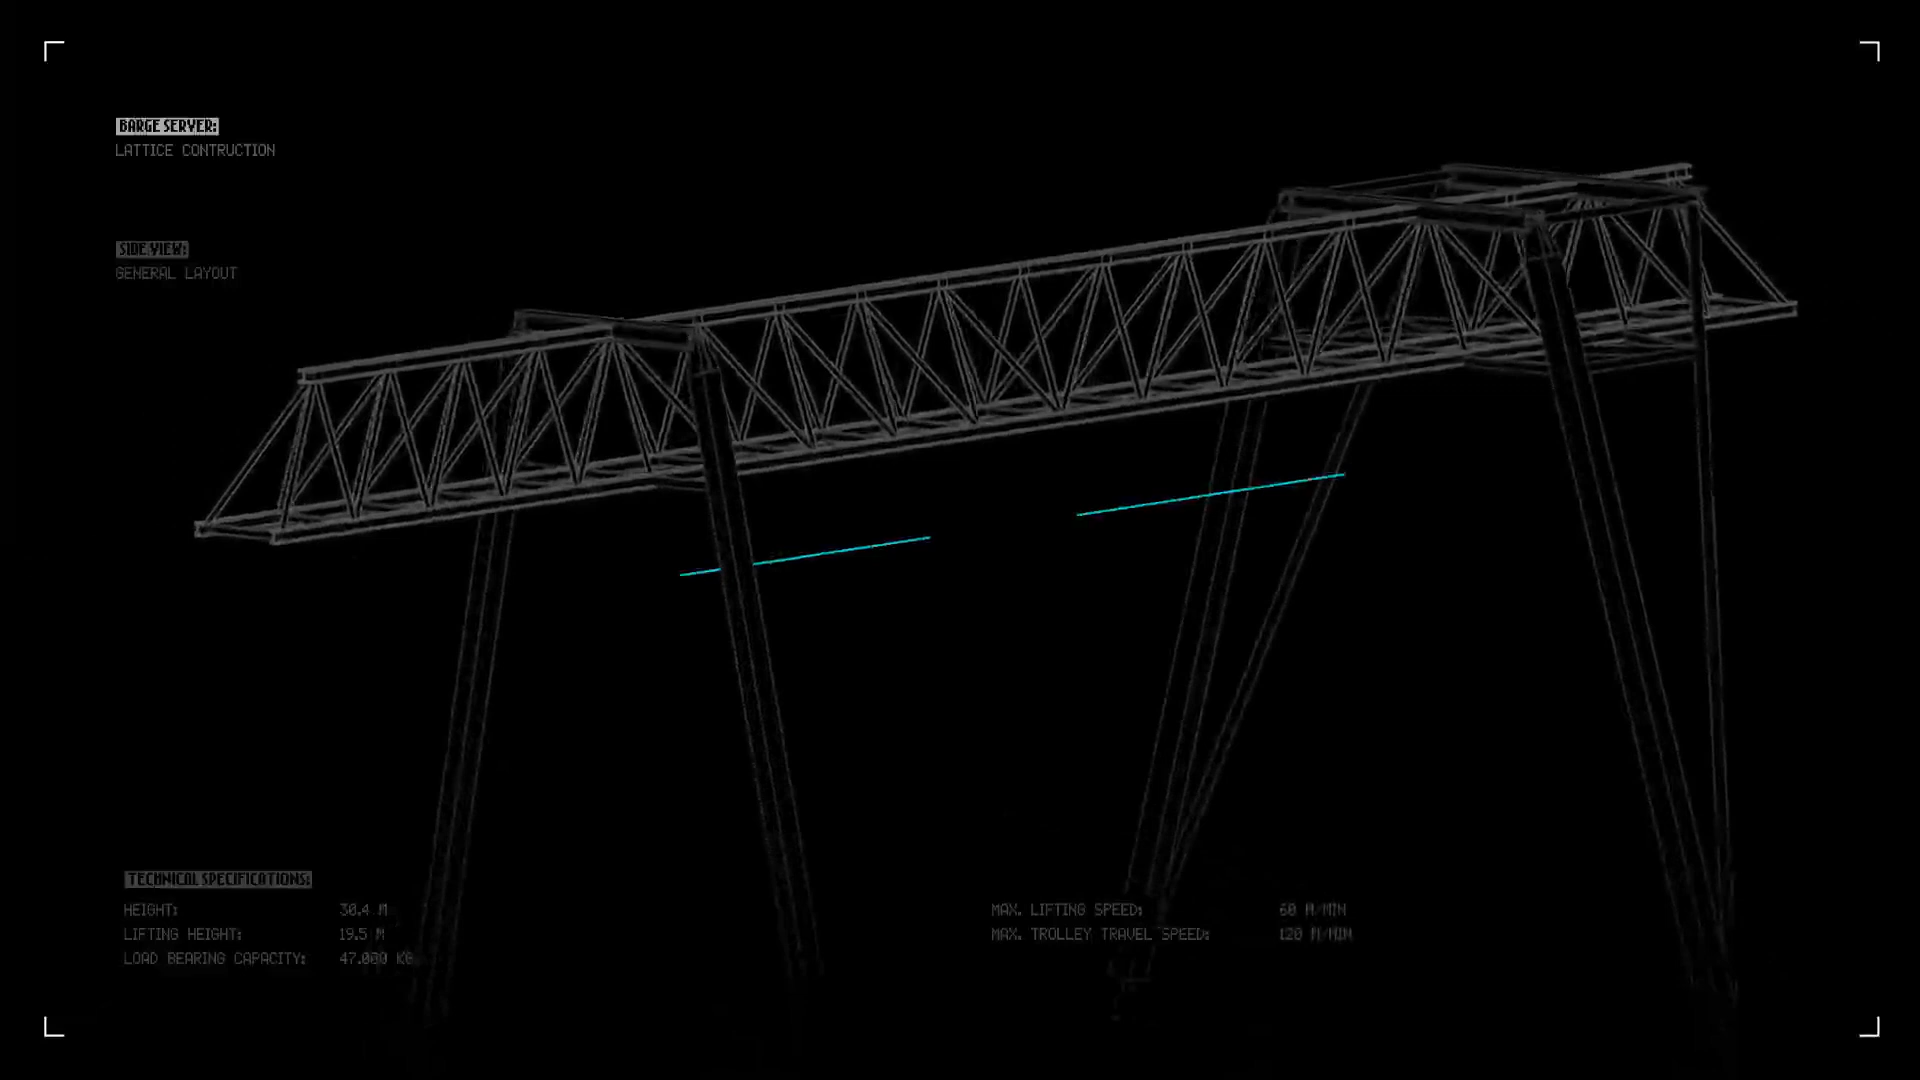 BARGE SERVER:
LATTICE CONTRUCTION
SIDE VIEW:
GENERAL LAYOUT
TECHNICAL SPECIFICATIONS:
HEIGHT: 30.4 M
LIFTING HEIGHT: 19.5 M
LOAD BEARING CAPACITY: 47.000 KG
MAX. LIFTING SPEED: 60 M/MIN
MAX. TROLLEY TRAVEL SPEED: 120 M/MIN